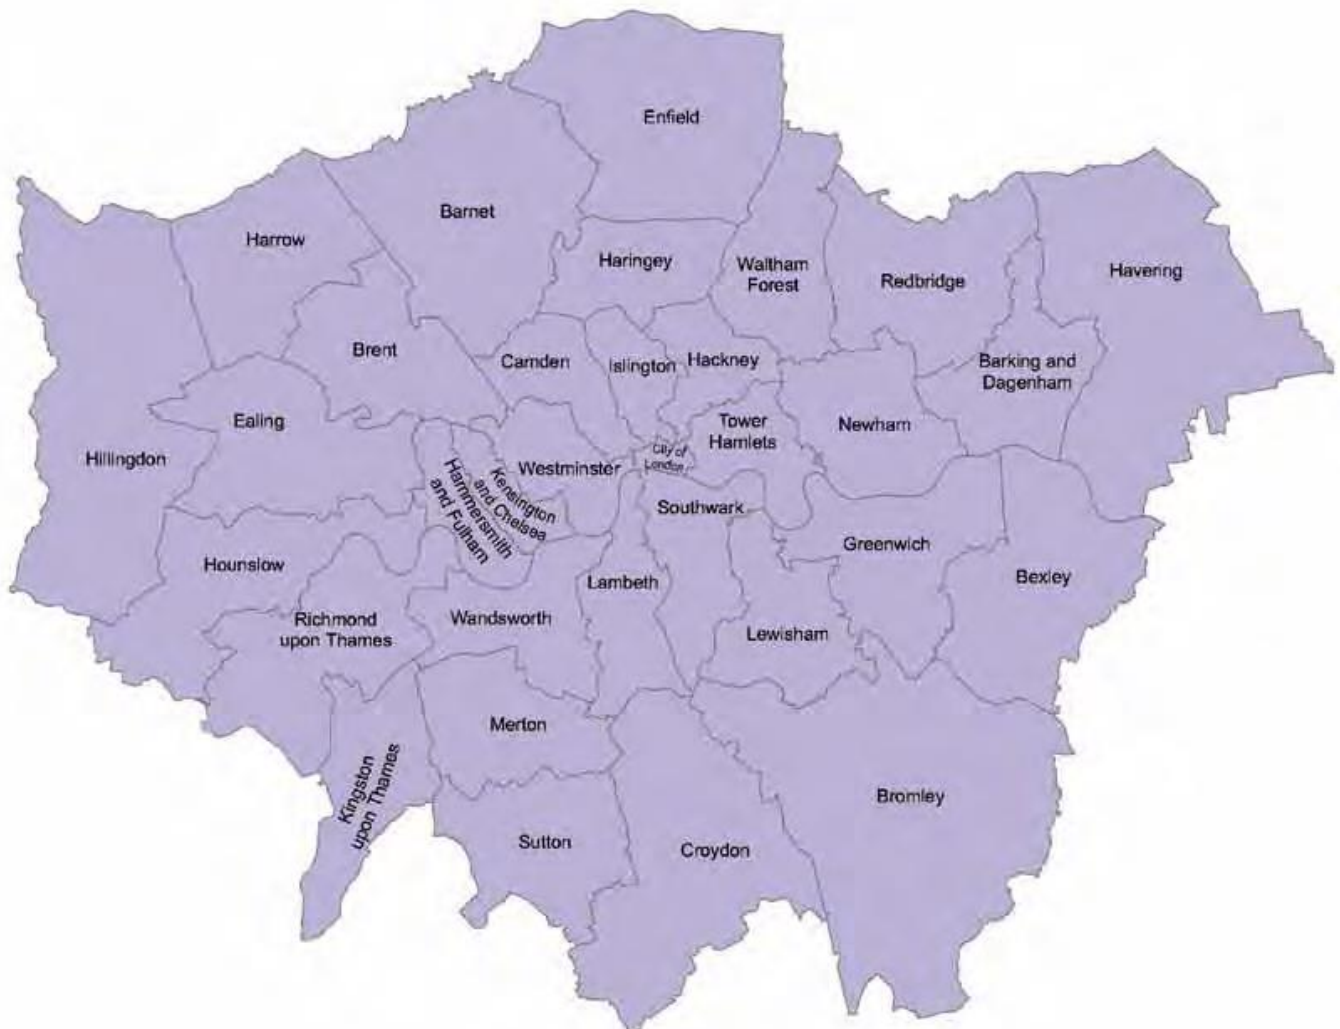 Enfield
Barnet
Harrow
Haringey
Waltham
Forest
Redbridge
Havering
Brent
Camden
Islington
Hackney
Barking and
Dagenham
Ealing
Hillingdon
Tower
Hamlets
Newham
Westminster
City of
London
Kensington
and Chelsea
Hammersmith
and Fulham
Southwark
Greenwich
Bexley
Hounslow
Richmond
upon Thames
Wandsworth
Lambeth
Lewisham
Merton
Kingston
upon Thames
Sutton
Croydon
Bromley